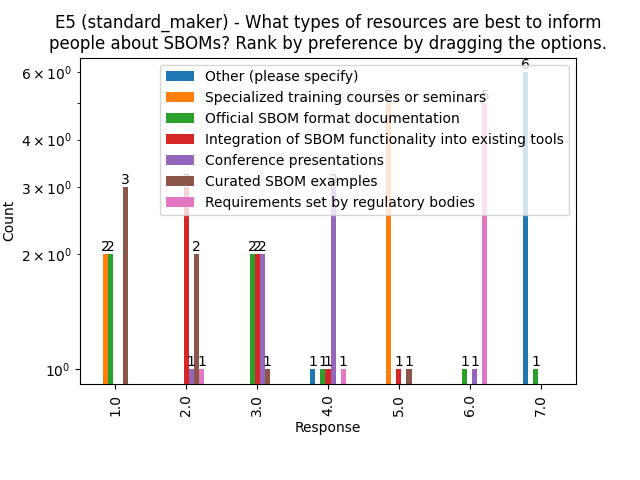 E5 (standard_maker) - What types of resources are best to inform
people about SBOMs? Rank by preference by dragging the options.
6 × 10⁰
4 × 10⁰
3 × 10⁰
2 × 10⁰
10⁰
Count
Other (please specify)
Specialized training courses or seminars
Official SBOM format documentation
Integration of SBOM functionality into existing tools
Conference presentations
Curated SBOM examples
Requirements set by regulatory bodies
2 2 3
3 1 2 1
2 2 2 1
1 1 1 3 1
5 1 1
1 1 5
6 1
1.0 2.0 3.0 4.0 5.0 6.0 7.0
Response